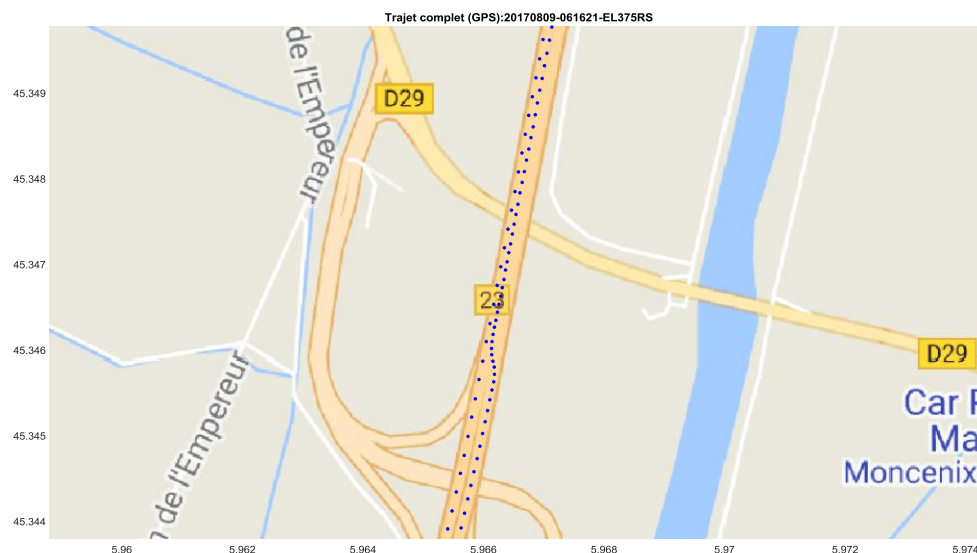 Trajet complet (GPS):20170809-061621-EL375RS
de l'Empereur
D29
23
D29
n de l'Empereur
Car P
Ma
Moncenix
45.349
45.348
45.347
45.346
45.345
45.344
5.96
5.962
5.964
5.966
5.968
5.97
5.972
5.974